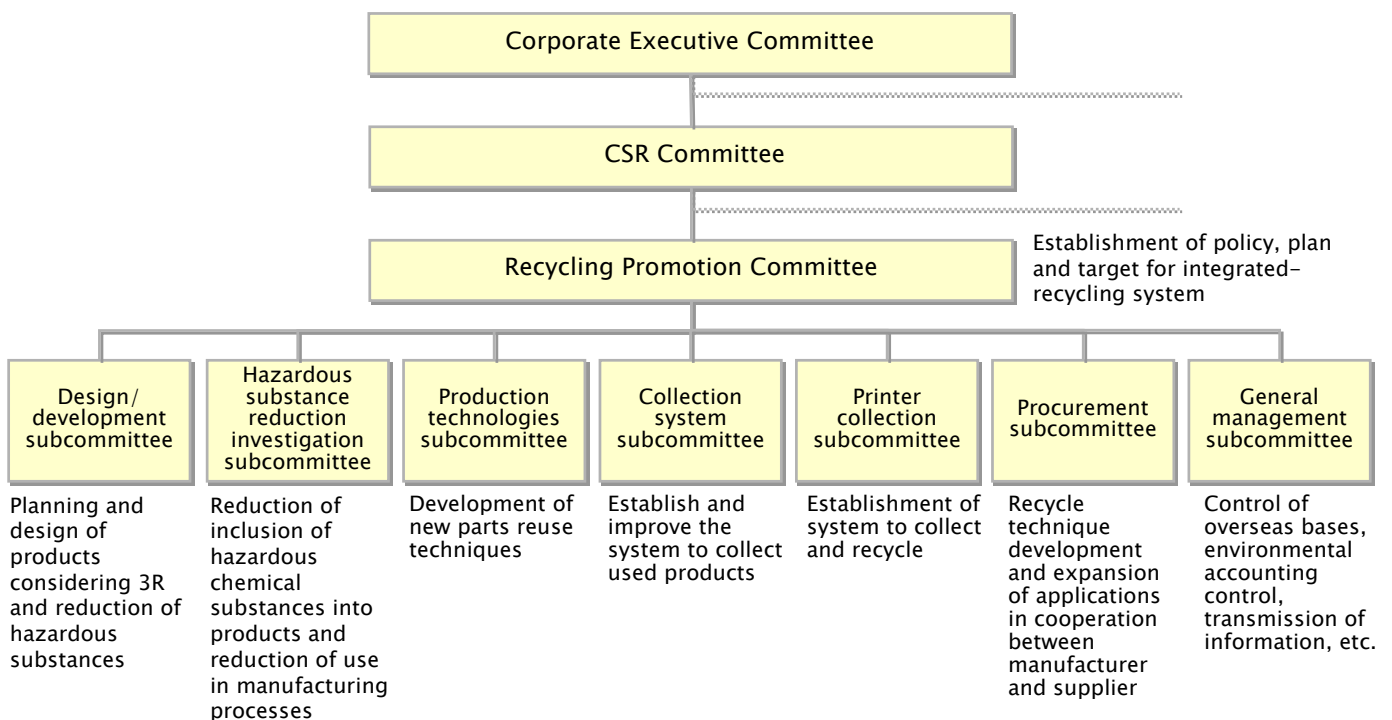 Corporate Executive Committee
CSR Committee
Recycling Promotion Committee
Establishment of policy, plan
and target for integrated-
recycling system
Design/
development
subcommittee
Hazardous
substance
reduction
investigation
subcommittee
Production
technologies
subcommittee
Collection
system
subcommittee
Printer
collection
subcommittee
Procurement
subcommittee
General
management
subcommittee
Planning and
design of
products
considering 3R
and reduction of
hazardous
substances
Reduction of
inclusion of
hazardous
chemical
substances into
products and
reduction of use
in manufacturing
processes
Development of
new parts reuse
techniques
Establish and
improve the
system to collect
used products
Establishment of
system to collect
and recycle
Recycle
technique
development
and expansion
of applications
in cooperation
between
manufacturer
and supplier
Control of
overseas bases,
environmental
accounting
control,
transmission of
information, etc.